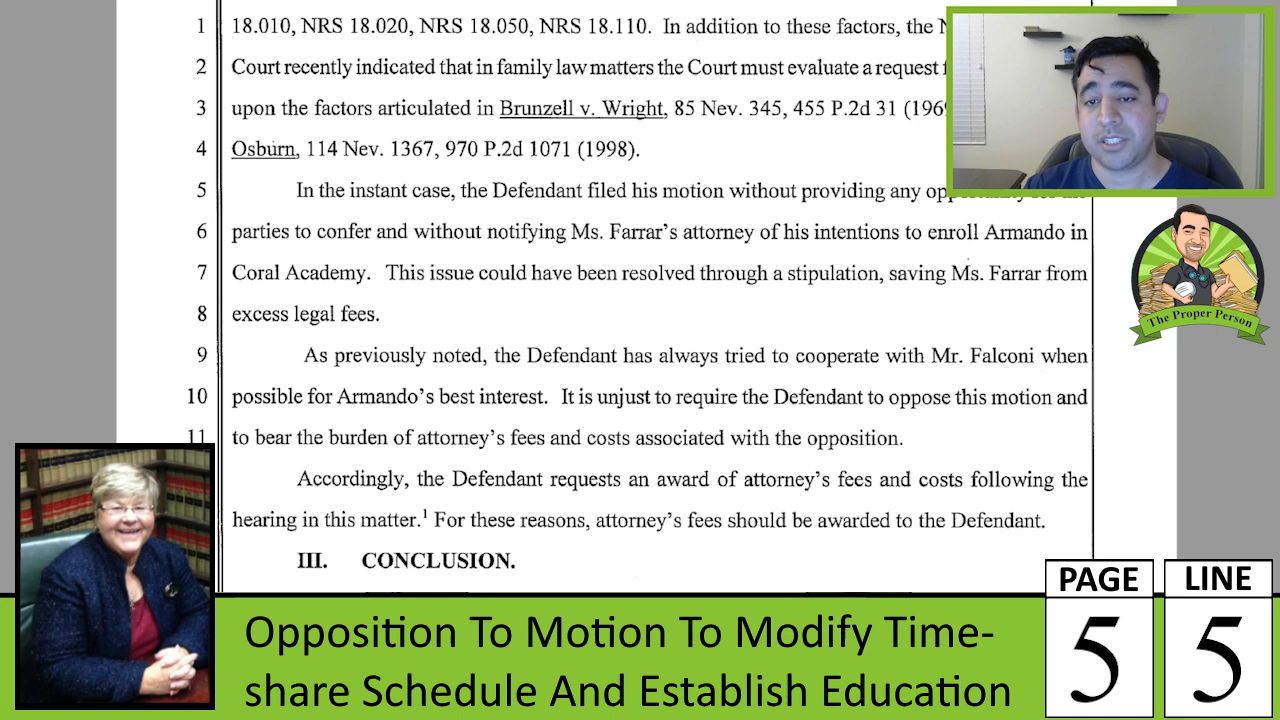 1 18.010, NRS 18.020, NRS 18.050, NRS 18.110. In addition to these factors, the
2 Court recently indicated that in family law matters the Court must evaluate a request
3 upon the factors articulated in Brunzell v. Wright, 85 Nev. 345, 455 P.2d 31 (196
4 Osburn, 114 Nev. 1367, 970 P.2d 1071 (1998).
5 In the instant case, the Defendant filed his motion without providing any
6 parties to confer and without notifying Ms. Farrar's attorney of his intentions to enroll Armando in
7 Coral Academy. This issue could have been resolved through a stipulation, saving Ms. Farrar from
8 excess legal fees.
9 As previously noted, the Defendant has always tried to cooperate with Mr. Falconi when
10 possible for Armando's best interest. It is unjust to require the Defendant to oppose this motion and
11 to bear the burden of attorney's fees and costs associated with the opposition.
Accordingly, the Defendant requests an award of attorney's fees and costs following the
hearing in this matter.¹ For these reasons, attorney's fees should be awarded to the Defendant.
III. CONCLUSION.
The Proper Person
Opposition To Motion To Modify Time-
share Schedule And Establish Education
PAGE
5
LINE
5